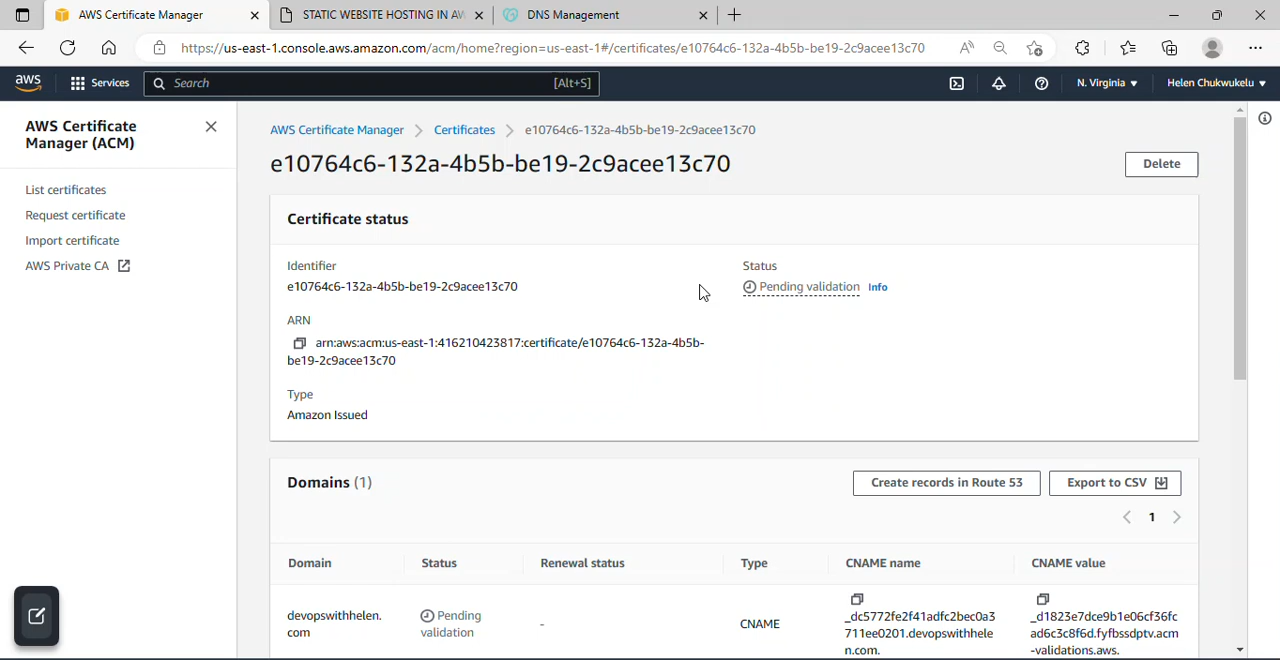 AWS Certificate Manager
STATIC WEBSITE HOSTING IN AW
DNS Management
https://us-east-1.console.aws.amazon.com/acm/home?region=us-east-1#/certificates/e10764c6-132a-4b5b-be19-2c9acee13c70
aws
Services
Search
[Alt+S]
N. Virginia
Helen Chukwukelu
AWS Certificate
Manager (ACM)
List certificates
Request certificate
Import certificate
AWS Private CA
AWS Certificate Manager
Certificates
e10764c6-132a-4b5b-be19-2c9acee13c70
e10764c6-132a-4b5b-be19-2c9acee13c70
Delete
Certificate status
Identifier
e10764c6-132a-4b5b-be19-2c9acee13c70
Status
Pending validation Info
ARN
arn:aws:acm:us-east-1:416210423817:certificate/e10764c6-132a-4b5b-
be19-2c9acee13c70
Type
Amazon Issued
Domains (1)
Create records in Route 53
Export to CSV
1
Domain
Status
Renewal status
Type
CNAME name
CNAME value
devopswithhelen.
com
Pending
validation
-
CNAME
_dc5772fe2f41adfc2bec0a3
711ee0201.devopswithhele
n.com.
_d1823e7dce9b1e06cf36fc
ad6c3c8f6d.fyfbssdptv.acm
-validations.aws.